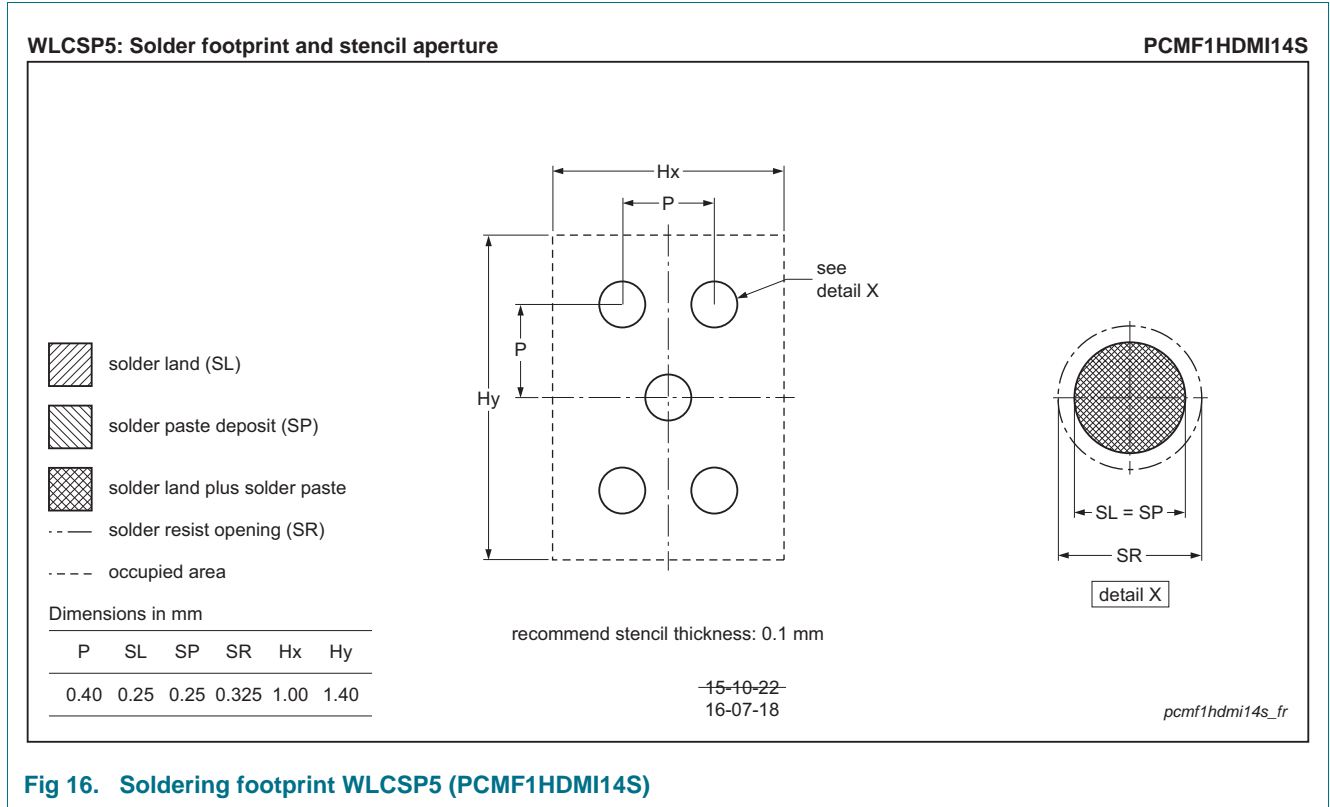 WLCSP5: Solder footprint and stencil aperture PCMF1HDMI14S
Hx
P
see
detail X
P
Hy
solder land (SL)
solder paste deposit (SP)
solder land plus solder paste
solder resist opening (SR)
occupied area
SL = SP
SR
detail X
Dimensions in mm
P SL SP SR Hx Hy
0.40 0.25 0.25 0.325 1.00 1.40
recommend stencil thickness: 0.1 mm
15-10-22
16-07-18
pcmf1hdmi14s_fr
Fig 16. Soldering footprint WLCSP5 (PCMF1HDMI14S)